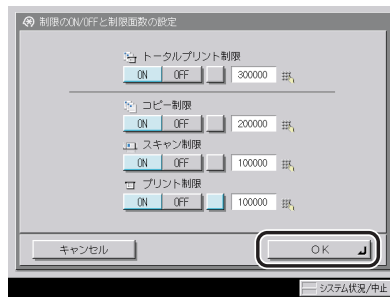 制限のON/OFFと制限面数の設定
トータルプリント制限
ON OFF 300000
コピー制限
ON OFF 200000
スキャン制限
ON OFF 100000
プリント制限
ON OFF 100000
キャンセル OK
システム状況/中止